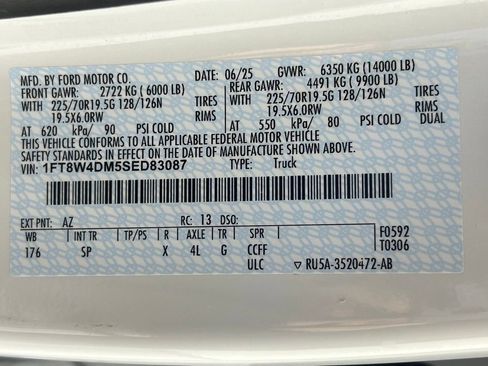 MFD. BY FORD MOTOR CO. DATE: 06/25 GVWR: 6350 KG (14000 LB)
FRONT GAWR: 2722 KG ( 6000 LB) REAR GAWR: 4491 KG ( 9900 LB)
WITH 225/70R19.5G 128/126N TIRES WITH 225/70R19.5G 128/126N TIRES
19.5X6.0RW RIMS 19.5X6.0RW RIMS
AT 620 kPa/ 90 PSI COLD AT 550 kPa/ 80 PSI COLD DUAL
THIS VEHICLE CONFORMS TO ALL APPLICABLE FEDERAL MOTOR VEHICLE
SAFETY STANDARDS IN EFFECT ON THE DATE OF MANUFACTURE SHOWN ABOVE.
VIN: 1FT8W4DM5SED83087 TYPE: Truck
EXT PNT: AZ RC: 13 DSO:
WB INT TR TP/PS R AXLE TR SPR F0592
176 SP X 4L G CCFF T0306
ULC ▽ RU5A-3520472-AB